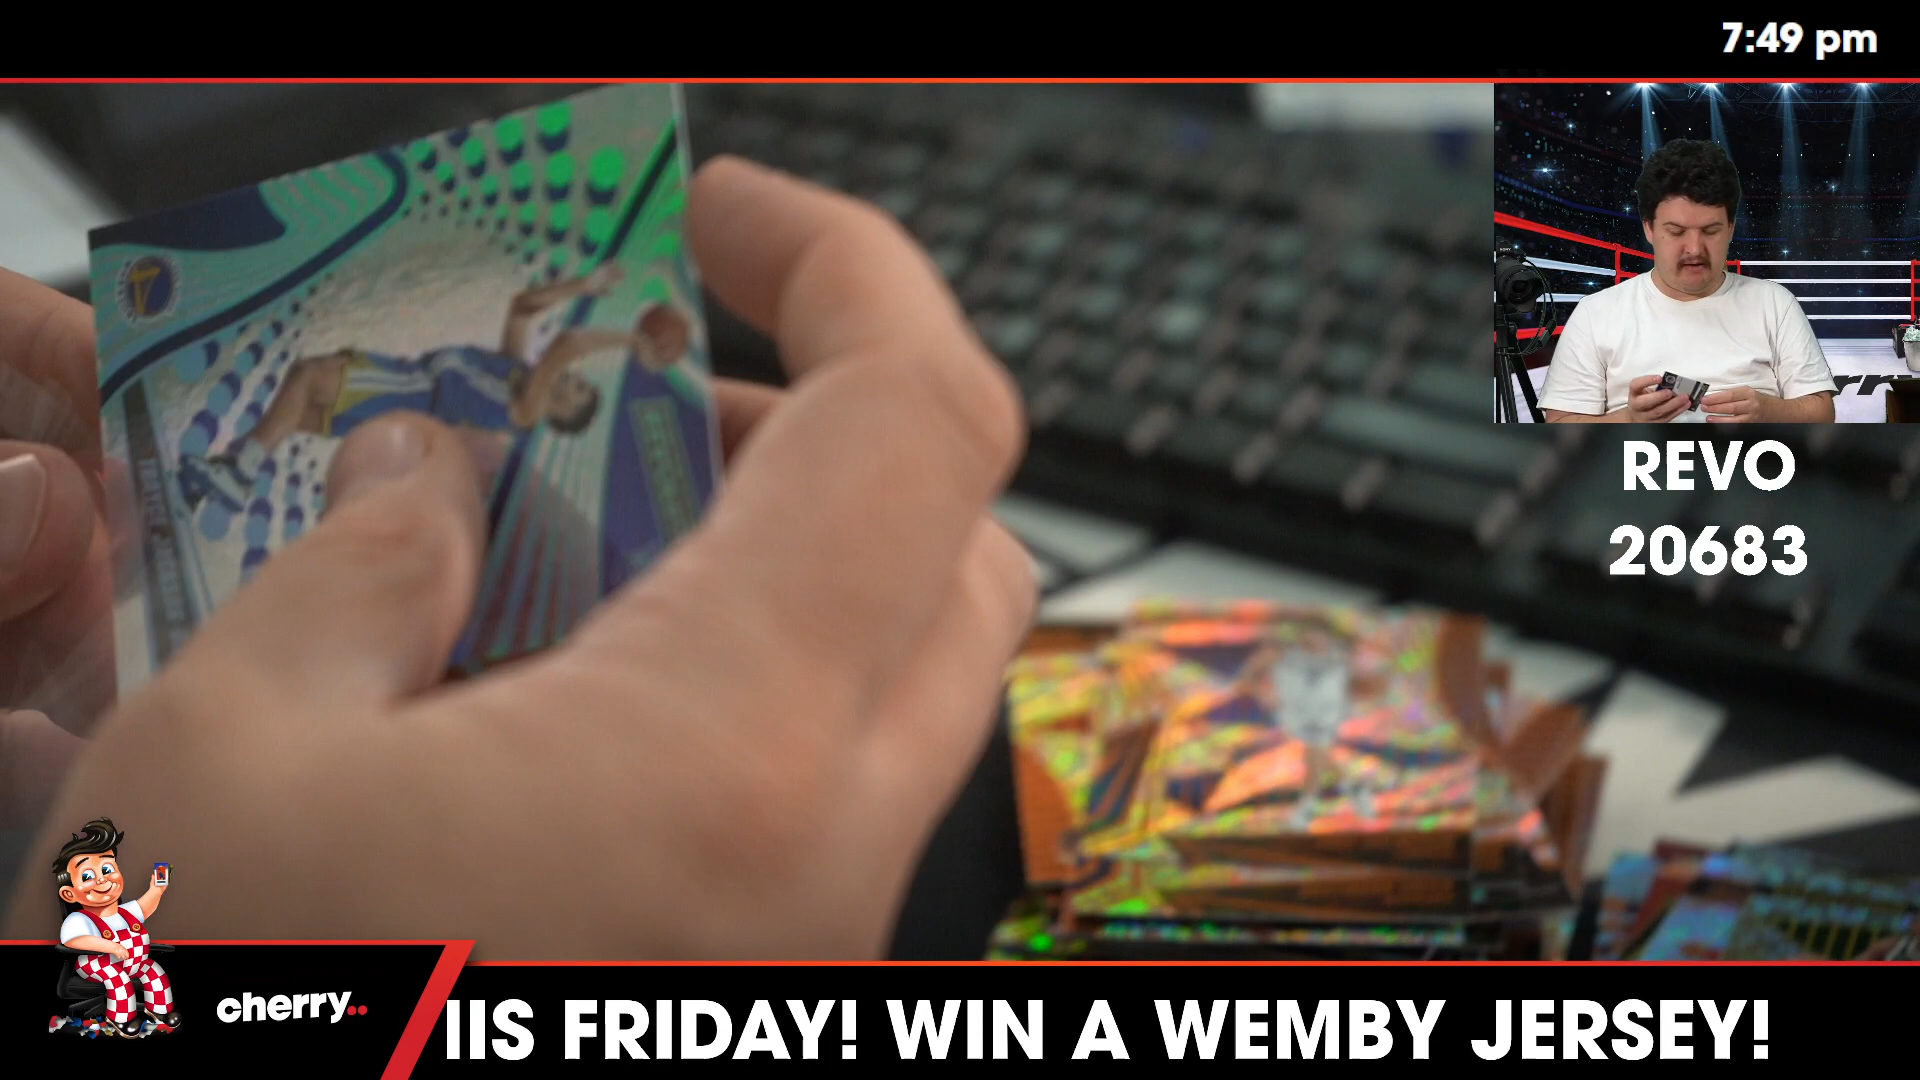 7:49 pm
REVO
20683
cherry..
IIS FRIDAY! WIN A WEMBY JERSEY!